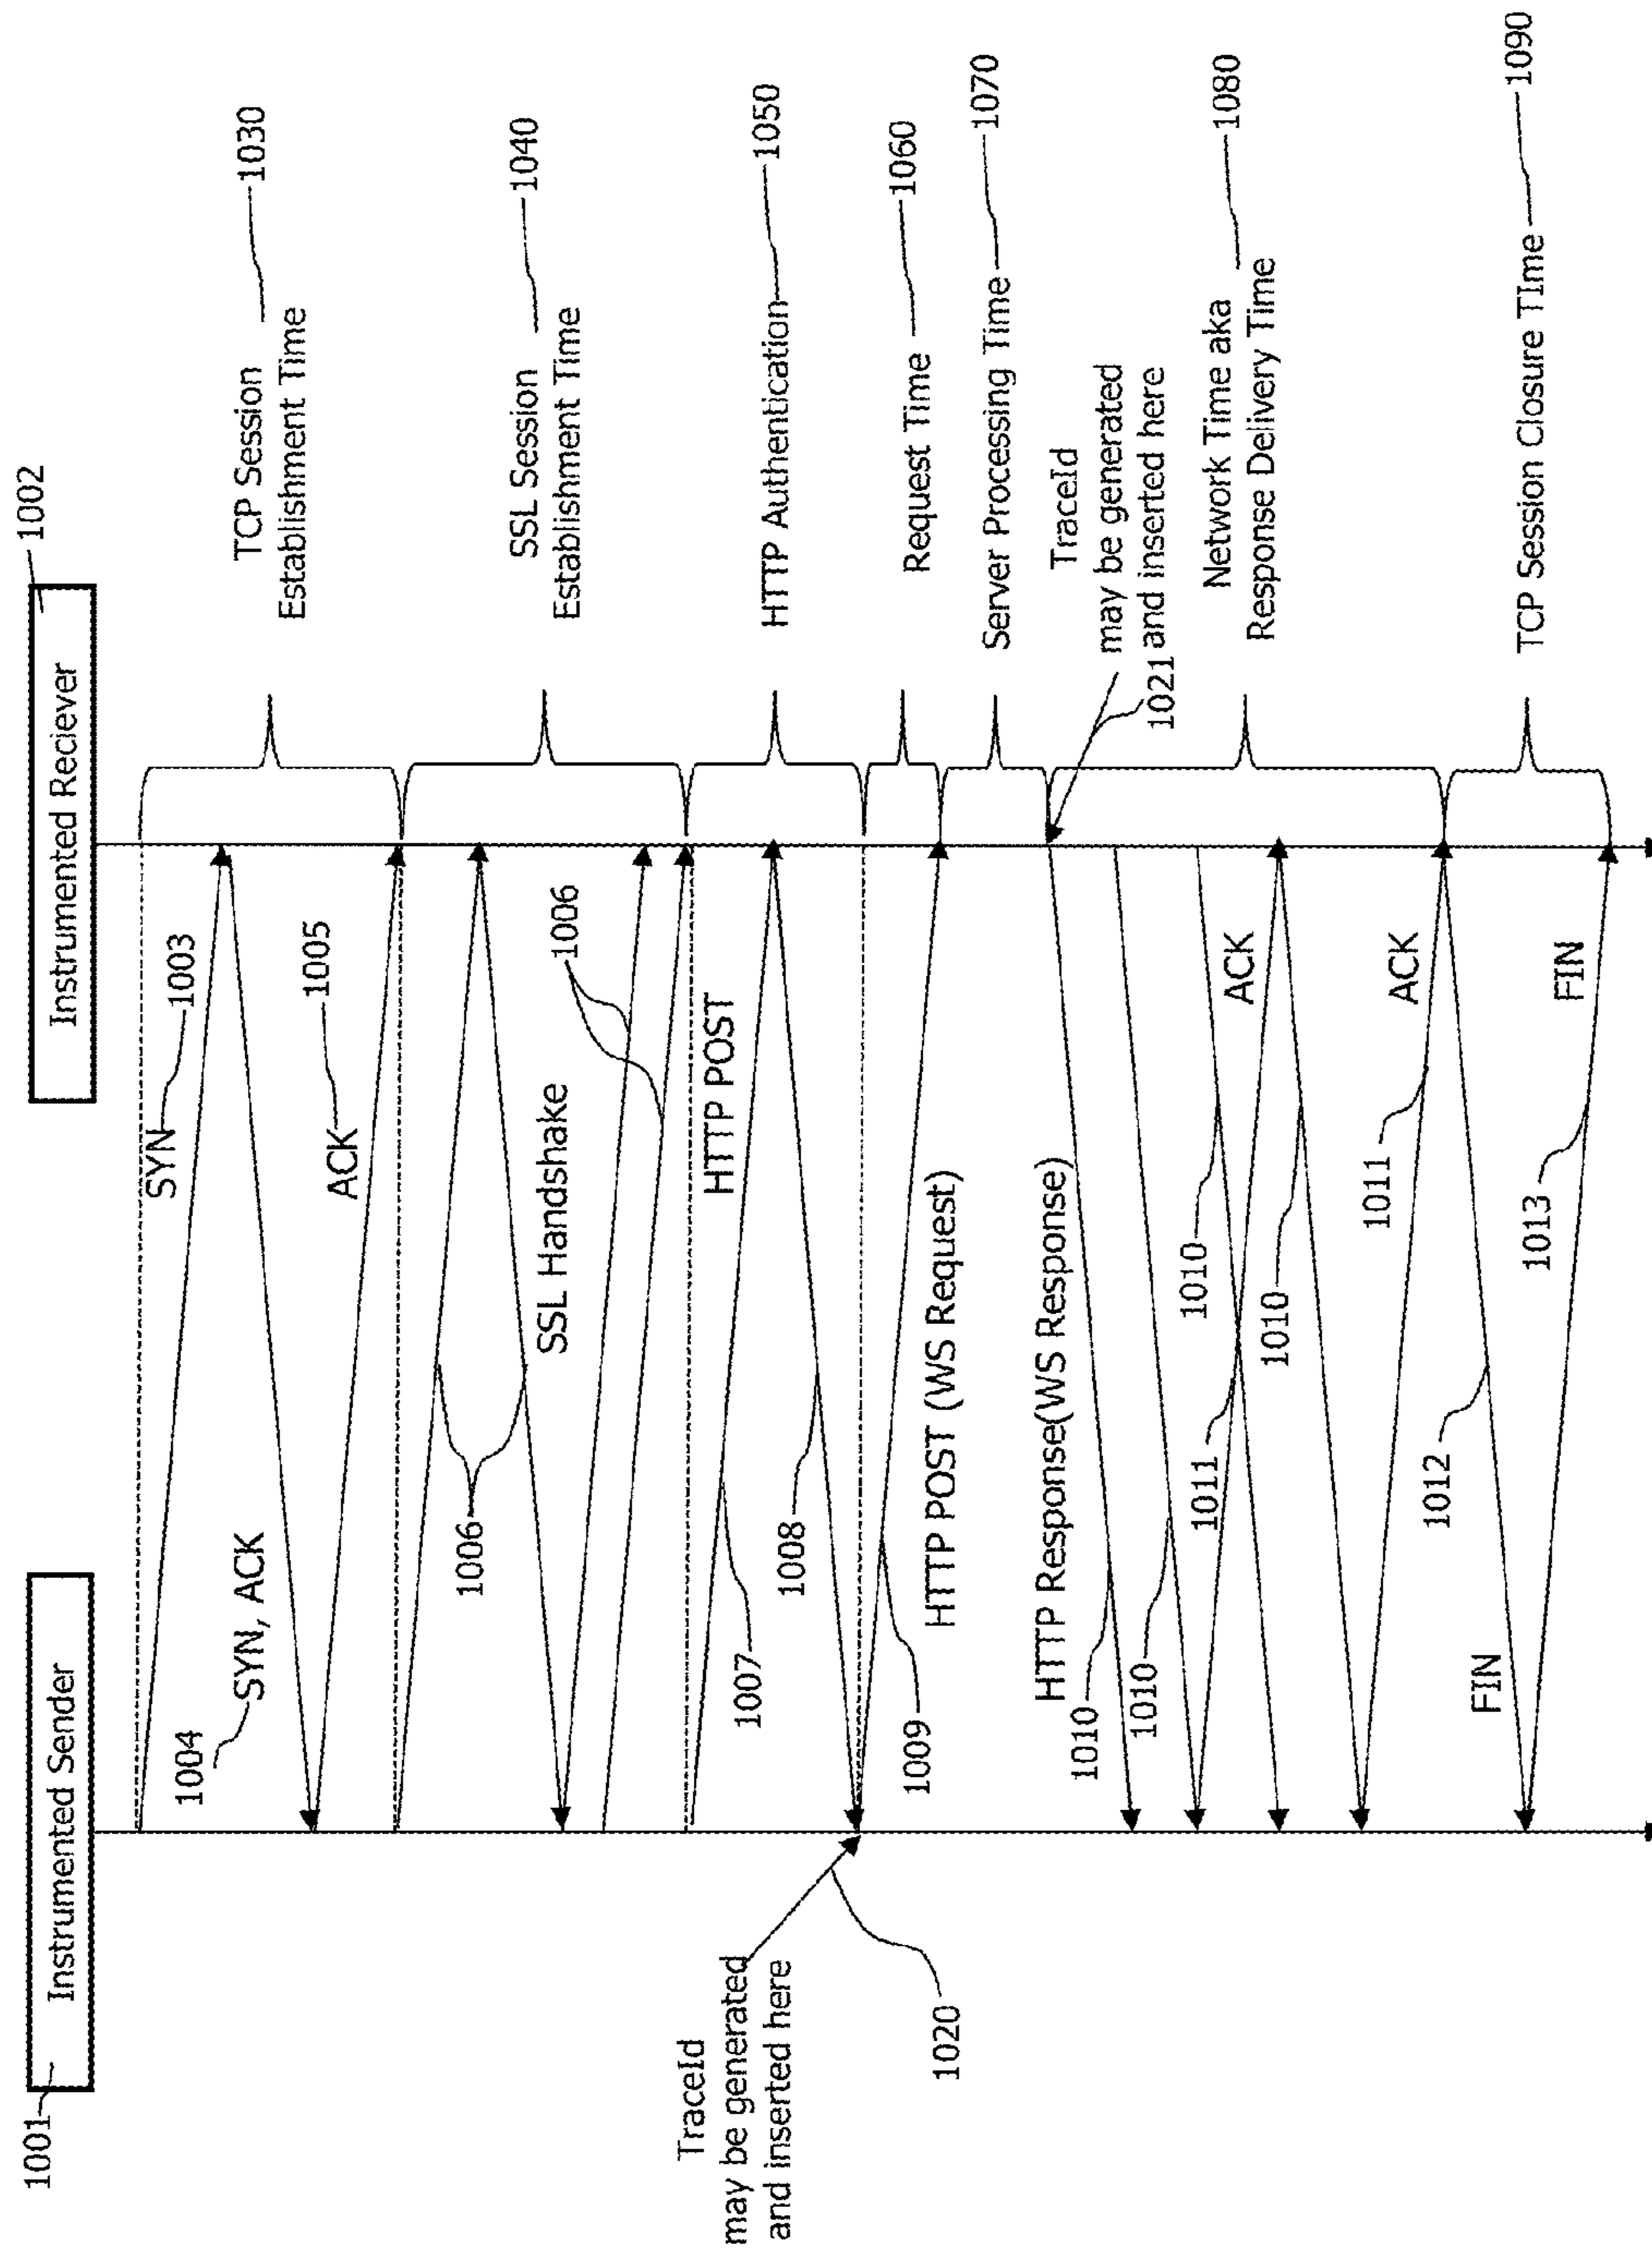 1001
Instrumented Sender
Instrumented Reciever
1002
SYN
1003
1004
SYN, ACK
ACK
1005
TCP Session
Establishment Time
1030
1006
SSL Handshake
1006
SSL Session
Establishment Time
1040
TraceId
may be generated
and inserted here
1020
1007
HTTP POST
1008
HTTP Authentication
1050
1009
HTTP POST (WS Request)
Request Time
1060
Server Processing Time
1070
TraceId
may be generated
and inserted here
1021
HTTP Response(WS Response)
1010
1010
1010
1011
ACK
1010
Network Time aka
Response Delivery Time
1080
1011
ACK
1012
FIN
1013
FIN
TCP Session Closure TIme
1090